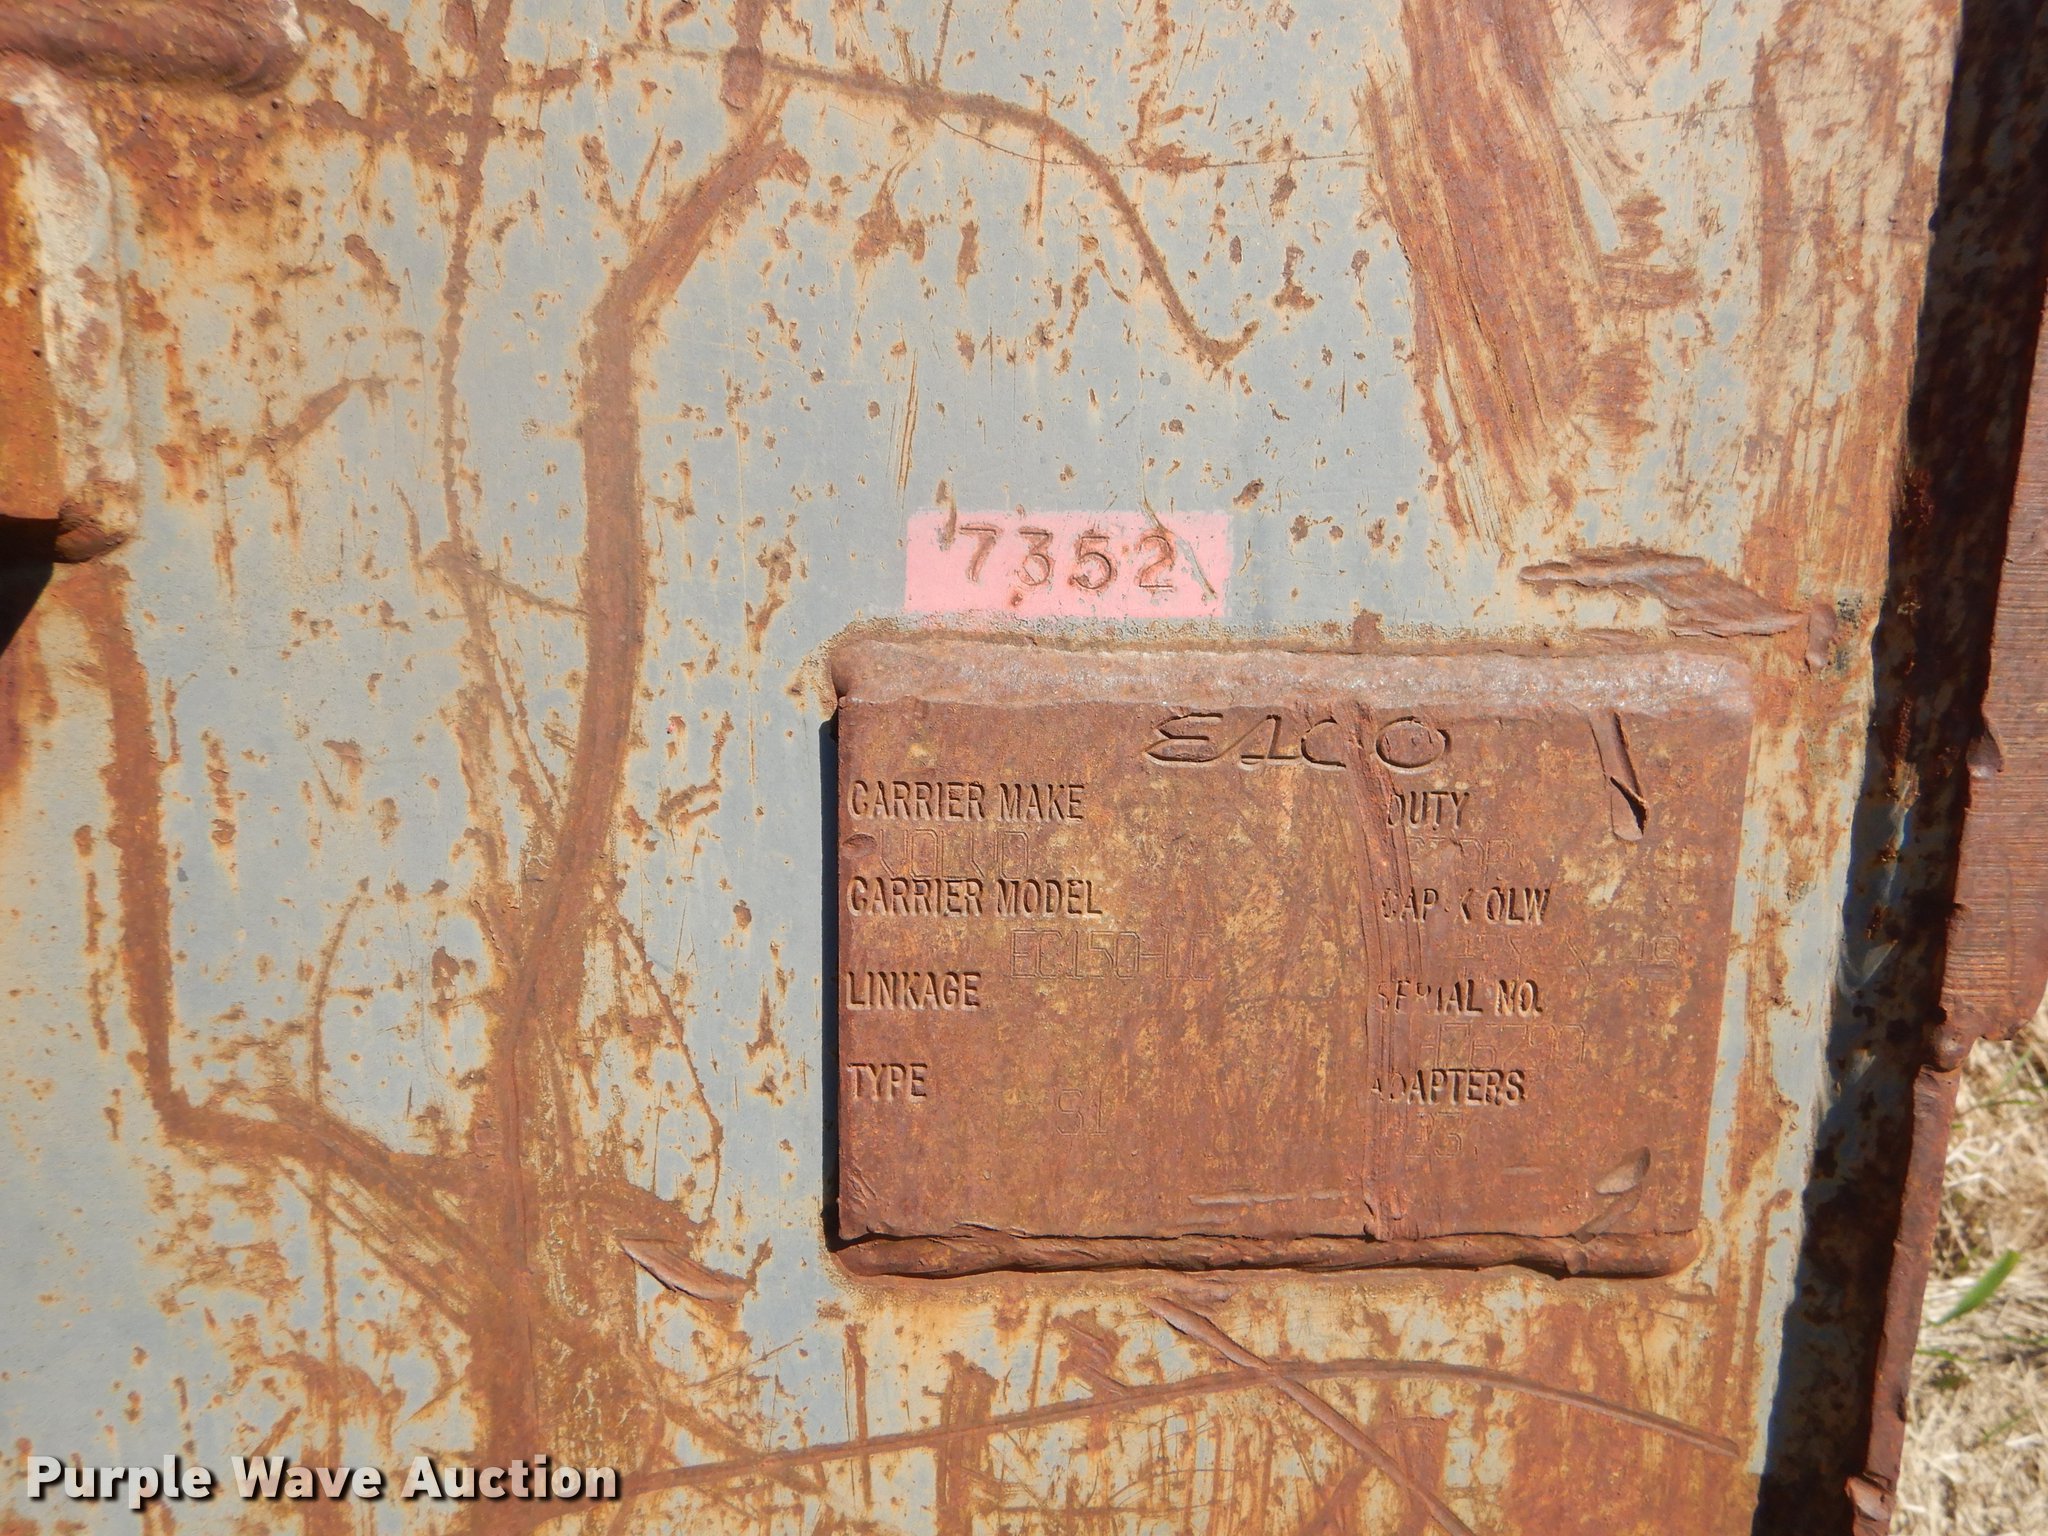 7352
ESCO
CARRIER MAKE DUTY
VOLVO
CARRIER MODEL CAP. X OLW
EC150-LC
LINKAGE SERIAL NO.
TYPE ADAPTERS
S1
Purple Wave Auction